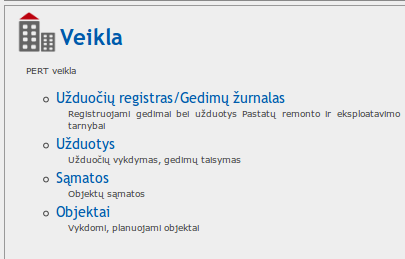 Veikla
PERT veikla
Užduočių registras/Gedimų žurnalas
Registruojami gedimai bei užduotys Pastatų remonto ir eksploatavimo
tarnybai
Užduotys
Užduočių vykdymas, gedimų taisymas
Sąmatos
Objektų sąmatos
Objektai
Vykdomi, planuojami objektai